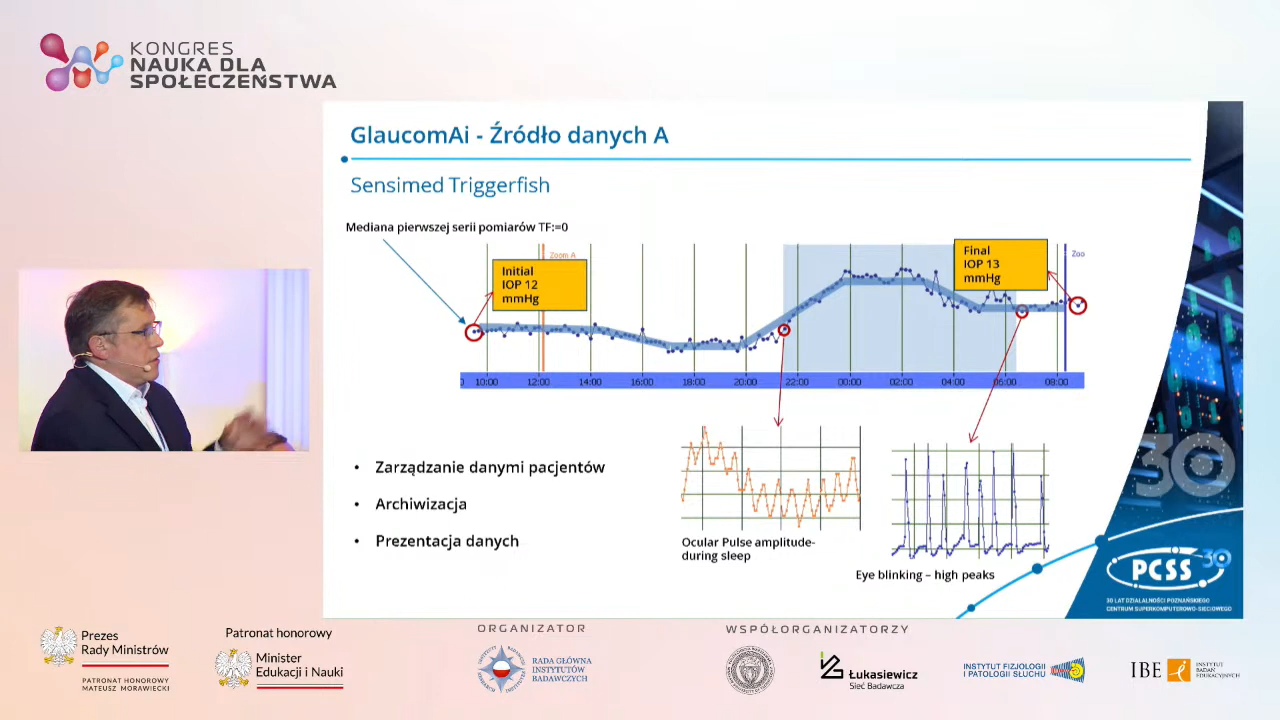 KONGRES
NAUKA DLA
SPOŁECZEŃSTWA
GlaucomAi - Źródło danych A
Sensimed Triggerfish
Mediana pierwszej serii pomiarów TF:=0
Zoom A
Initial
IOP 12
mmHg
Final
IOP 13
mmHg
Zoo
0 10:00 12:00 14:00 16:00 18:00 20:00 22:00 00:00 02:00 04:00 06:00 08:00
• Zarządzanie danymi pacjentów
• Archiwizacja
• Prezentacja danych
Ocular Pulse amplitude-
during sleep
Eye blinking – high peaks
30
PCSS 30
30 LAT DZIAŁALNOŚCI POZNAŃSKIEGO
CENTRUM SUPERKOMPUTEROWO-SIECIOWEGO
Prezes
Rady Ministrów
PATRONAT HONOROWY
MATEUSZ MORAWIECKI
Patronat honorowy
Minister
Edukacji i Nauki
ORGANIZATOR
RADA GŁÓWNA
INSTYTUTÓW
BADAWCZYCH
WSPÓŁORGANIZATORZY
Łukasiewicz
Sieć Badawcza
INSTYTUT FIZJOLOGII
I PATOLOGII SŁUCHU
IBE
INSTYTUT
BADAŃ
EDUKACYJNYCH